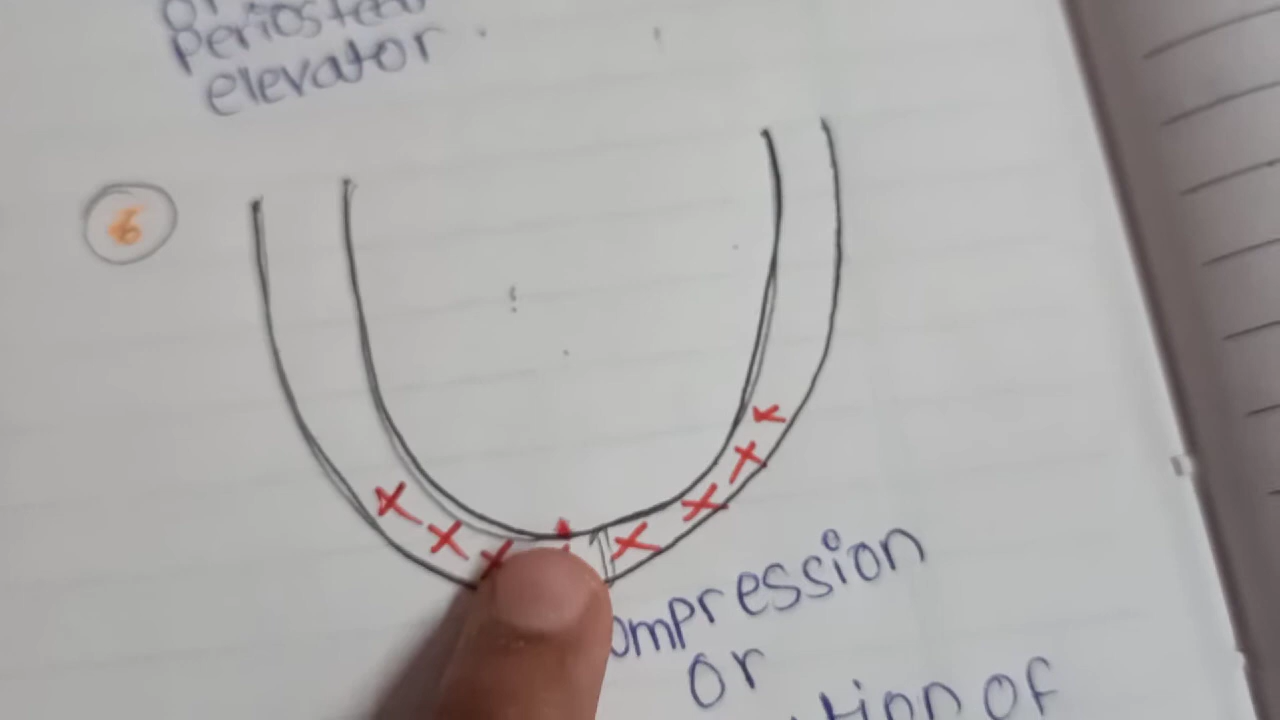 Periosteal
elevator.
6
ompression
or
tion of